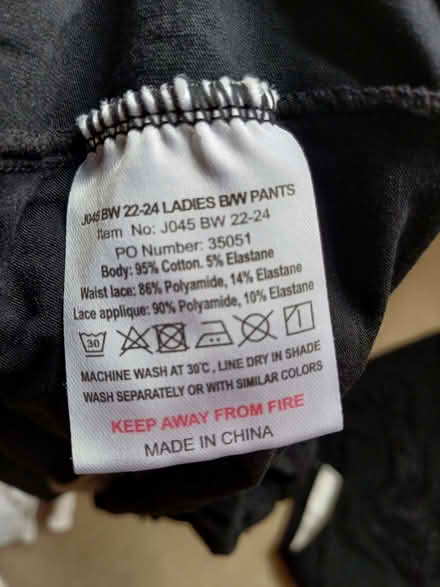 J045 BW 22-24 LADIES B/W PANTS
Item No: J045 BW 22-24
PO Number: 35051
Body: 95% Cotton. 5% Elastane
Waist lace: 86% Polyamide, 14% Elastane
Lace applique: 90% Polyamide, 10% Elastane
30
MACHINE WASH AT 30°C, LINE DRY IN SHADE
WASH SEPARATELY OR WITH SIMILAR COLORS
KEEP AWAY FROM FIRE
MADE IN CHINA